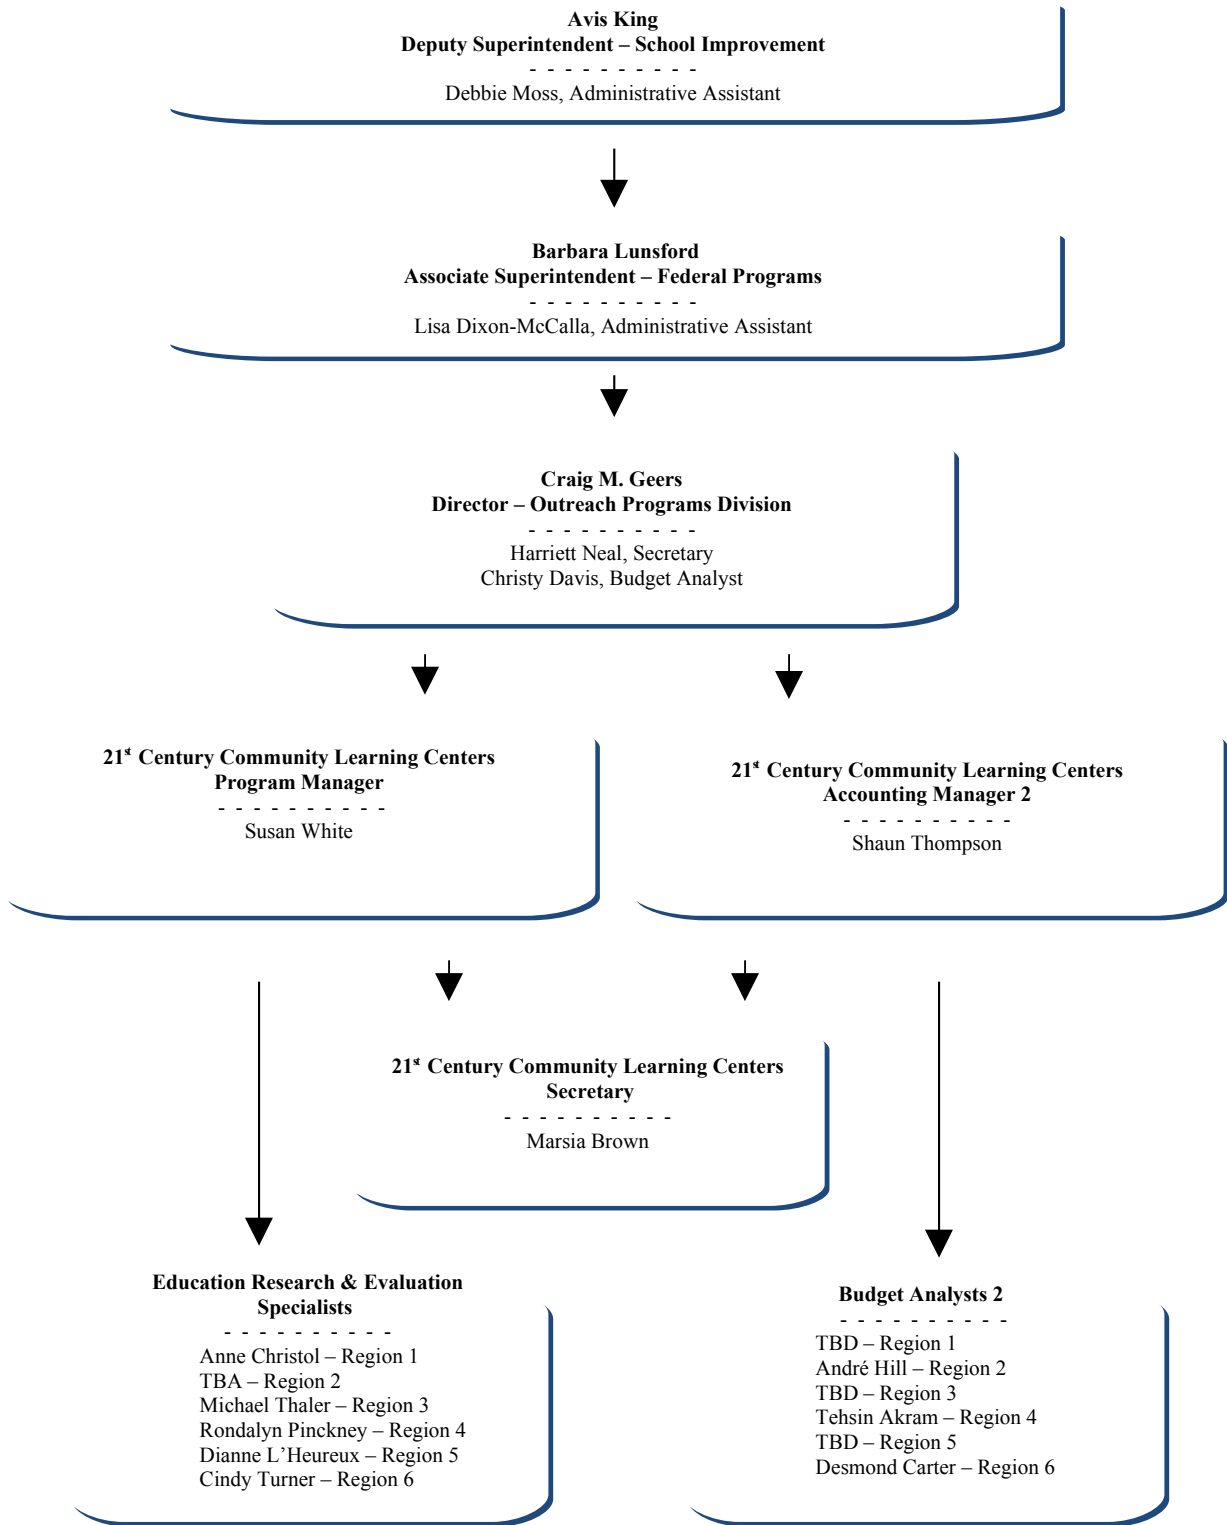 Avis King
Deputy Superintendent – School Improvement
- - - - - - - - - -
Debbie Moss, Administrative Assistant
Barbara Lunsford
Associate Superintendent – Federal Programs
- - - - - - - - - -
Lisa Dixon-McCalla, Administrative Assistant
Craig M. Geers
Director – Outreach Programs Division
- - - - - - - - - -
Harriett Neal, Secretary
Christy Davis, Budget Analyst
21st Century Community Learning Centers
Program Manager
- - - - - - - - - -
Susan White
21st Century Community Learning Centers
Accounting Manager 2
- - - - - - - - - -
Shaun Thompson
21st Century Community Learning Centers
Secretary
- - - - - - - - - -
Marsia Brown
Education Research & Evaluation
Specialists
- - - - - - - - - -
Anne Christol – Region 1
TBA – Region 2
Michael Thaler – Region 3
Rondalyn Pinckney – Region 4
Dianne L’Heureux – Region 5
Cindy Turner – Region 6
Budget Analysts 2
- - - - - - - - - -
TBD – Region 1
André Hill – Region 2
TBD – Region 3
Tehsin Akram – Region 4
TBD – Region 5
Desmond Carter – Region 6